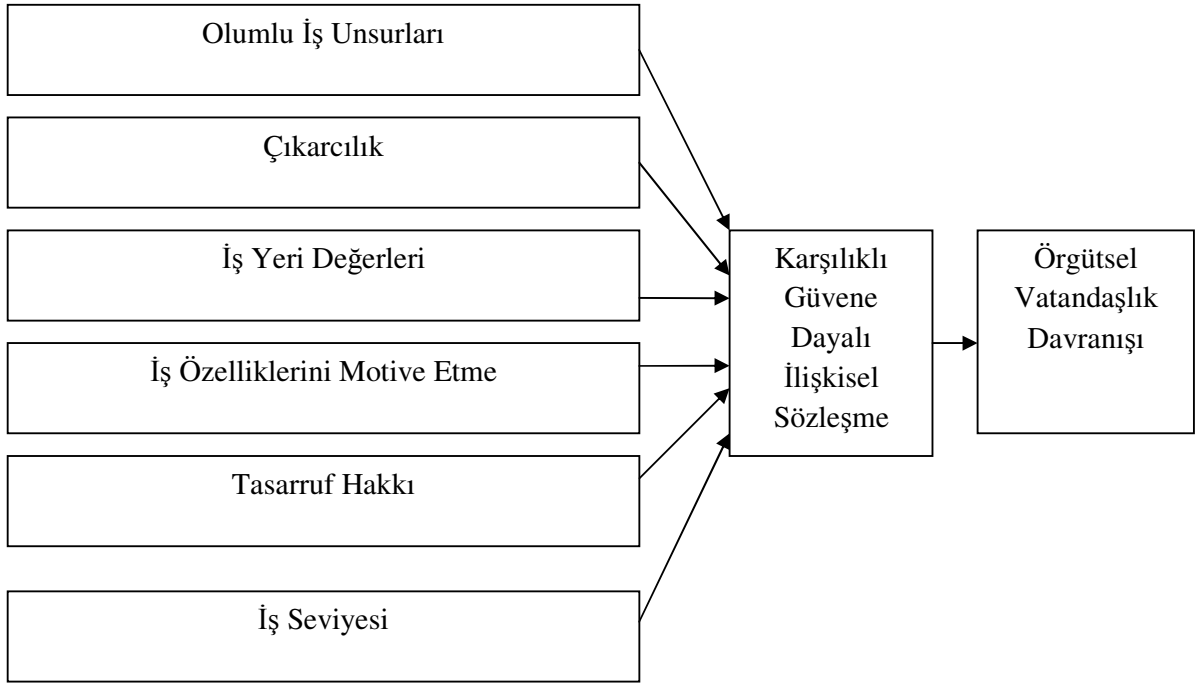 Olumlu İş Unsurları
Çıkarcılık
İş Yeri Değerleri
İş Özelliklerini Motive Etme
Tasarruf Hakkı
İş Seviyesi
Karşılıklı
Güvene
Dayalı
İlişkisel
Sözleşme
Örgütsel
Vatandaşlık
Davranışı